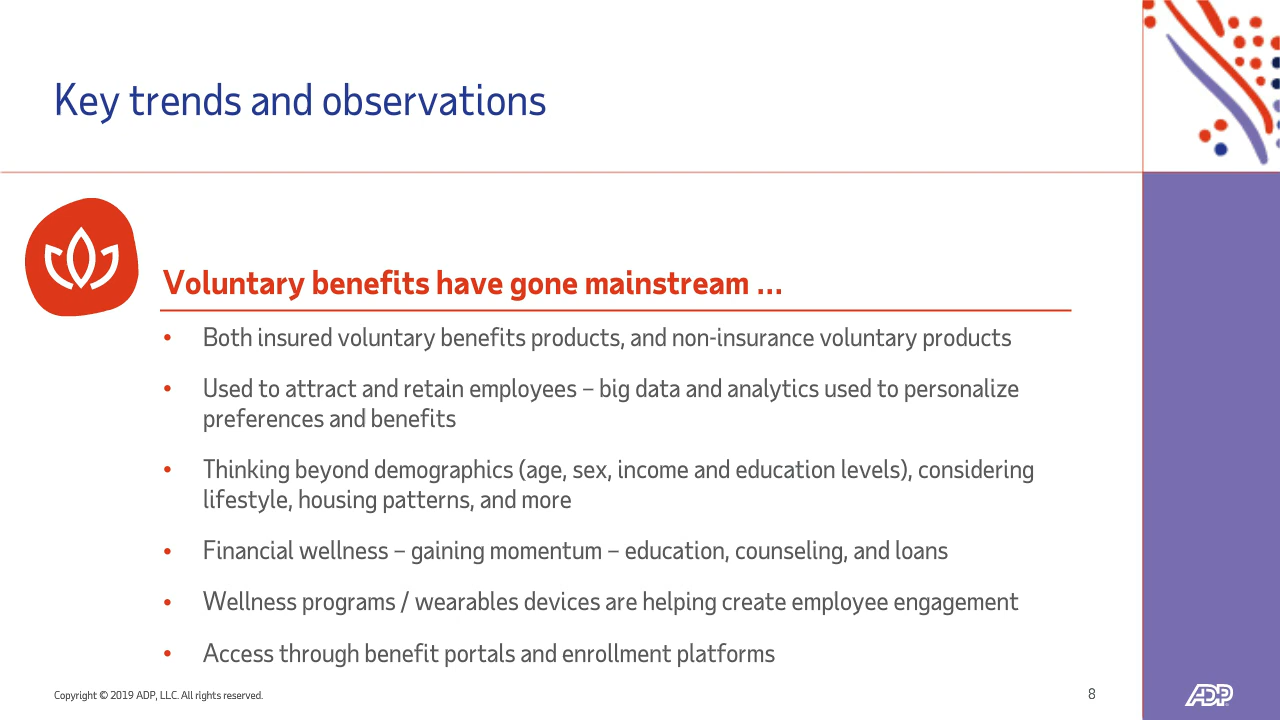 Key trends and observations
Voluntary benefits have gone mainstream ...
• Both insured voluntary benefits products, and non-insurance voluntary products
• Used to attract and retain employees – big data and analytics used to personalize
preferences and benefits
• Thinking beyond demographics (age, sex, income and education levels), considering
lifestyle, housing patterns, and more
• Financial wellness – gaining momentum – education, counseling, and loans
• Wellness programs / wearables devices are helping create employee engagement
• Access through benefit portals and enrollment platforms
Copyright © 2019 ADP, LLC. All rights reserved.
8
ADP